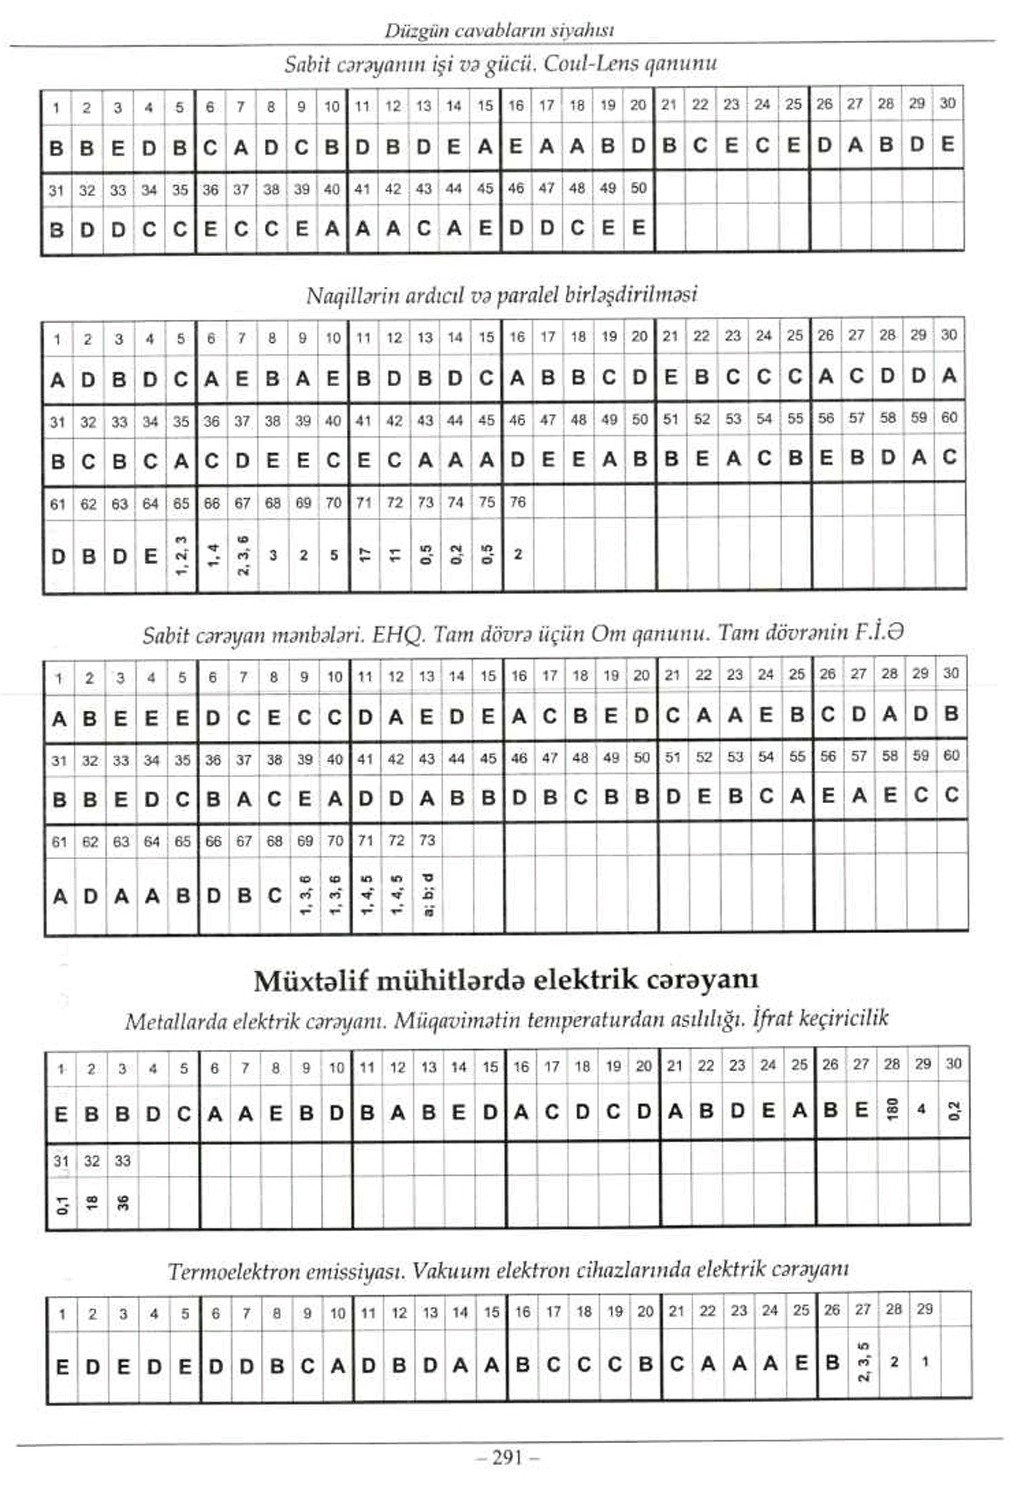 Düzgün cavabların siyahısı
Sabit cərəyanın işi və gücü. Coul-Lens qanunu
1 2 3 4 5 6 7 8 9 10 11 12 13 14 15 16 17 18 19 20 21 22 23 24 25 26 27 28 29 30
B B E D B C A D C B D B D E A E A A B D B C E C E D A B D E
31 32 33 34 35 36 37 38 39 40 41 42 43 44 45 46 47 48 49 50
B D D C C E C C E A A A C A E D D C E E
Naqillərin ardıcıl və paralel birləşdirilməsi
1 2 3 4 5 6 7 8 9 10 11 12 13 14 15 16 17 18 19 20 21 22 23 24 25 26 27 28 29 30
A D B D C A E B A E B D B D C A B B C D E B C C C A C D D A
31 32 33 34 35 36 37 38 39 40 41 42 43 44 45 46 47 48 49 50 51 52 53 54 55 56 57 58 59 60
B C B C A C D E E C E C A A A D E E A B B E A C B E B D A C
61 62 63 64 65 66 67 68 69 70 71 72 73 74 75 76
D B D E 1, 2, 3 1, 4 2, 3, 6 3 2 5 17 11 0,5 0,2 0,5 2
Sabit cərəyan mənbələri. EHQ. Tam dövrə üçün Om qanunu. Tam dövrənin F.İ.Ə
1 2 3 4 5 6 7 8 9 10 11 12 13 14 15 16 17 18 19 20 21 22 23 24 25 26 27 28 29 30
A B E E E D C E C C D A E D E A C B E D C A A E B C D A D B
31 32 33 34 35 36 37 38 39 40 41 42 43 44 45 46 47 48 49 50 51 52 53 54 55 56 57 58 59 60
B B E D C B A C E A D D A B B D B C B B D E B C A E A E C C
61 62 63 64 65 66 67 68 69 70 71 72 73
A D A A B D B C 1, 3, 6 1, 3, 6 1, 4, 5 1, 4, 5 a; b; d
Müxtəlif mühitlərdə elektrik cərəyanı
Metallarda elektrik cərəyanı. Müqavimətin temperaturdan asılılığı. İfrat keçiricilik
1 2 3 4 5 6 7 8 9 10 11 12 13 14 15 16 17 18 19 20 21 22 23 24 25 26 27 28 29 30
E B B D C A A E B D B A B E D A C D C D A B D E A B E 180 4 0,2
31 32 33
0,1 18 36
Termoelektron emissiyası. Vakuum elektron cihazlarında elektrik cərəyanı
1 2 3 4 5 6 7 8 9 10 11 12 13 14 15 16 17 18 19 20 21 22 23 24 25 26 27 28 29
E D E D E D D B C A D B D A A B C C C B C A A A E B 2, 3, 5 2 1
– 291 –